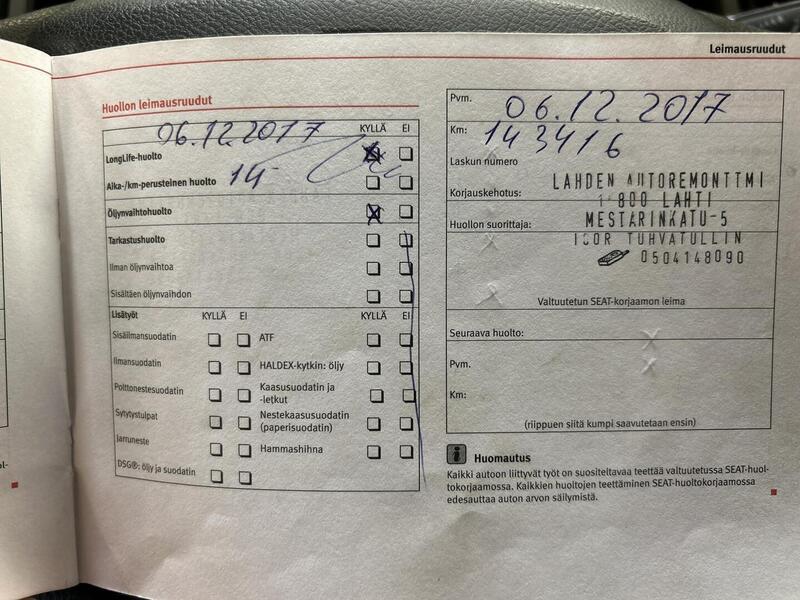 Leimausruudut
Huollon leimausruudut
06.12.2017
KYLLÄ EI
LongLife-huolto
Aika-/km-perusteinen huolto
Öljynvaihtohuolto
Tarkastushuolto
Ilman öljynvaihtoa
Sisältäen öljynvaihdon
Lisätyöt KYLLÄ EI KYLLÄ EI
Sisäilmansuodatin ATF
Ilmansuodatin HALDEX-kytkin: öljy
Polttonestesuodatin Kaasusuodatin ja
-letkut
Sytytystulpat Nestekaasusuodatin
(paperisuodatin)
Jarruneste Hammashihna
DSG®: öljy ja suodatin
Pvm. 06.12.2017
Km: 143416
Laskun numero
Korjauskehotus:
LAHDEN AUTOREMONTTMI
800 LAHTI
Huollon suorittaja: MESTARINKATU-5
IGOR TUHVATULLIN
0504148090
Valtuutetun SEAT-korjaamon leima
Seuraava huolto:
Pvm.
Km:
(riippuen siitä kumpi saavutetaan ensin)
i Huomautus
Kaikki autoon liittyvät työt on suositeltavaa teettää valtuutetussa SEAT-huol-
tokorjaamossa. Kaikkien huoltojen teettäminen SEAT-huoltokorjaamossa
edesauttaa auton arvon säilymistä.